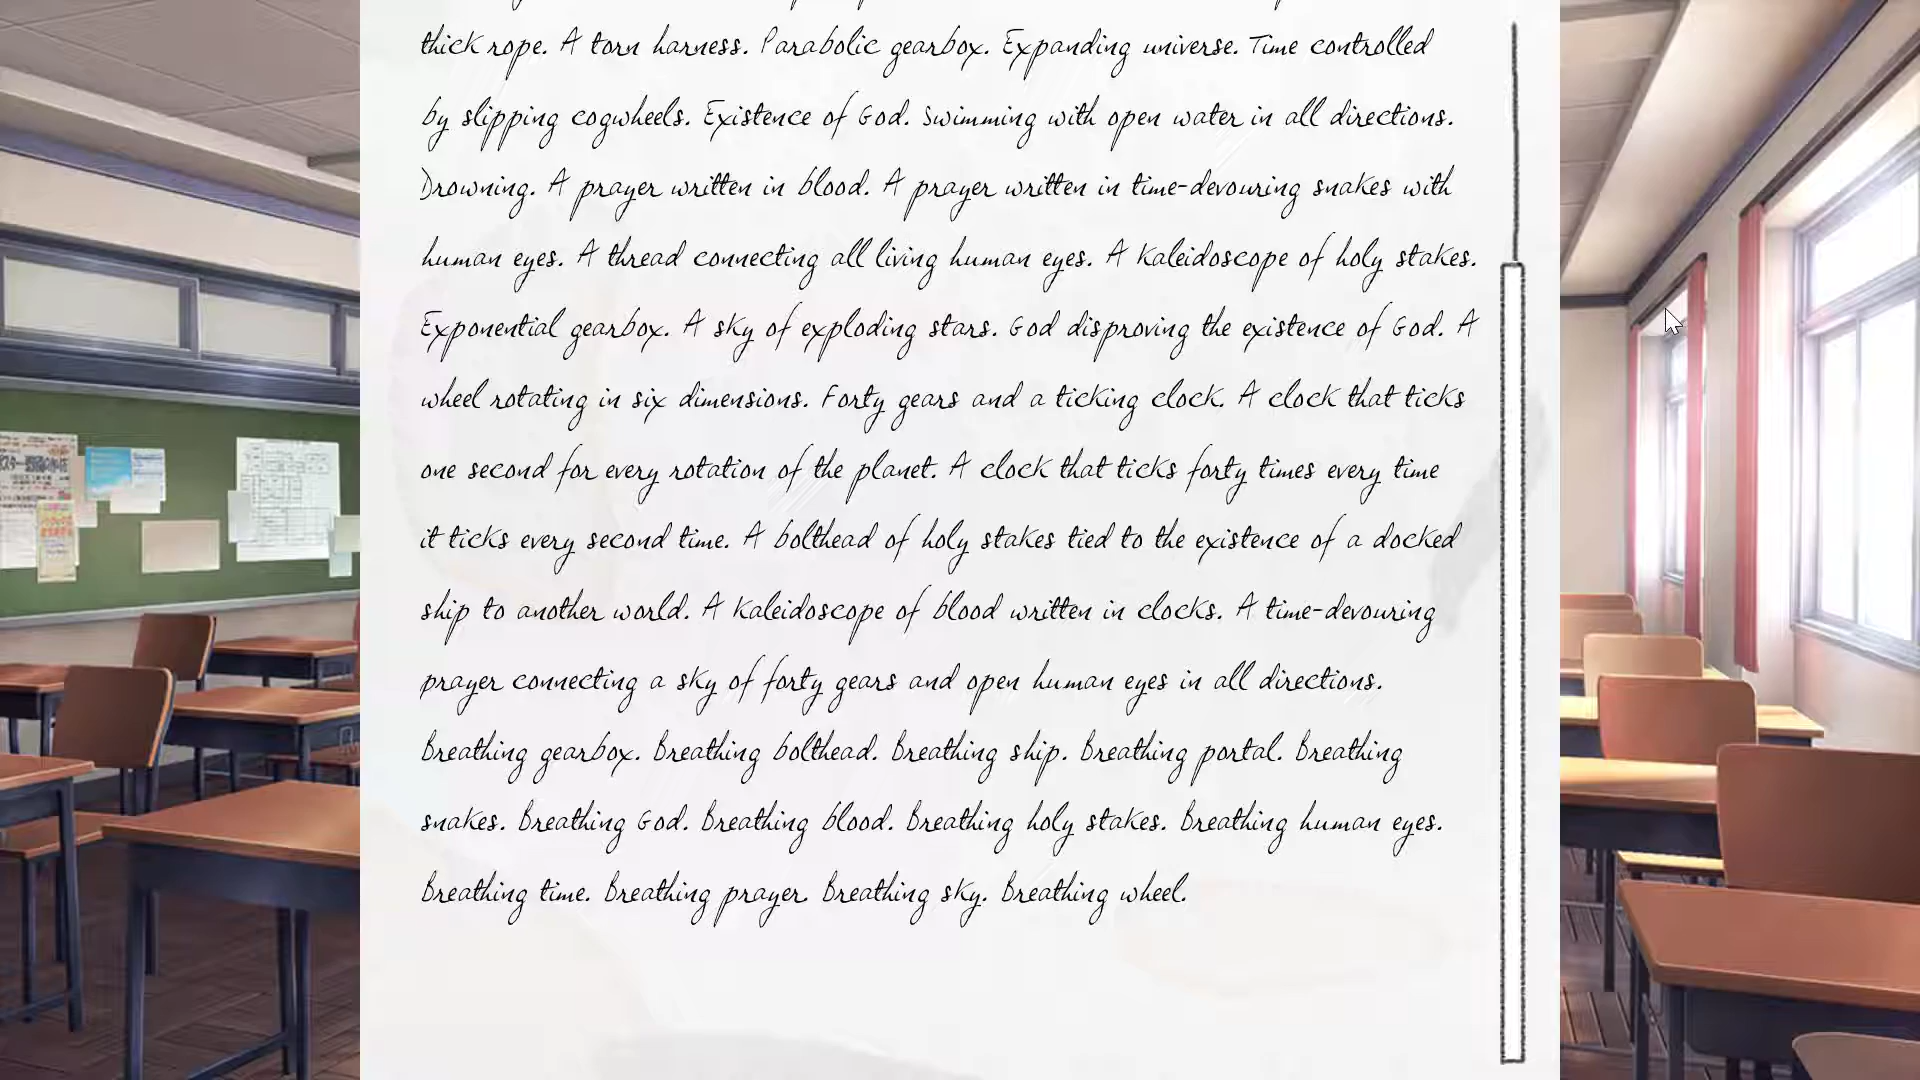 thick rope. A torn harness. Parabolic gearbox. Expanding universe. Time controlled
by slipping cogwheels. Existence of God. Swimming with open water in all directions.
Drowning. A prayer written in blood. A prayer written in time-devouring snakes with
human eyes. A thread connecting all living human eyes. A kaleidoscope of holy stakes.
Exponential gearbox. A sky of exploding stars. God disproving the existence of God. A
wheel rotating in six dimensions. Forty gears and a ticking clock. A clock that ticks
one second for every rotation of the planet. A clock that ticks forty times every time
it ticks every second time. A bolthead of holy stakes tied to the existence of a docked
ship to another world. A kaleidoscope of blood written in clocks. A time-devouring
prayer connecting a sky of forty gears and open human eyes in all directions.
Breathing gearbox. Breathing bolthead. Breathing ship. Breathing portal. Breathing
snakes. Breathing God. Breathing blood. Breathing holy stakes. Breathing human eyes.
Breathing time. Breathing prayer. Breathing sky. Breathing wheel.